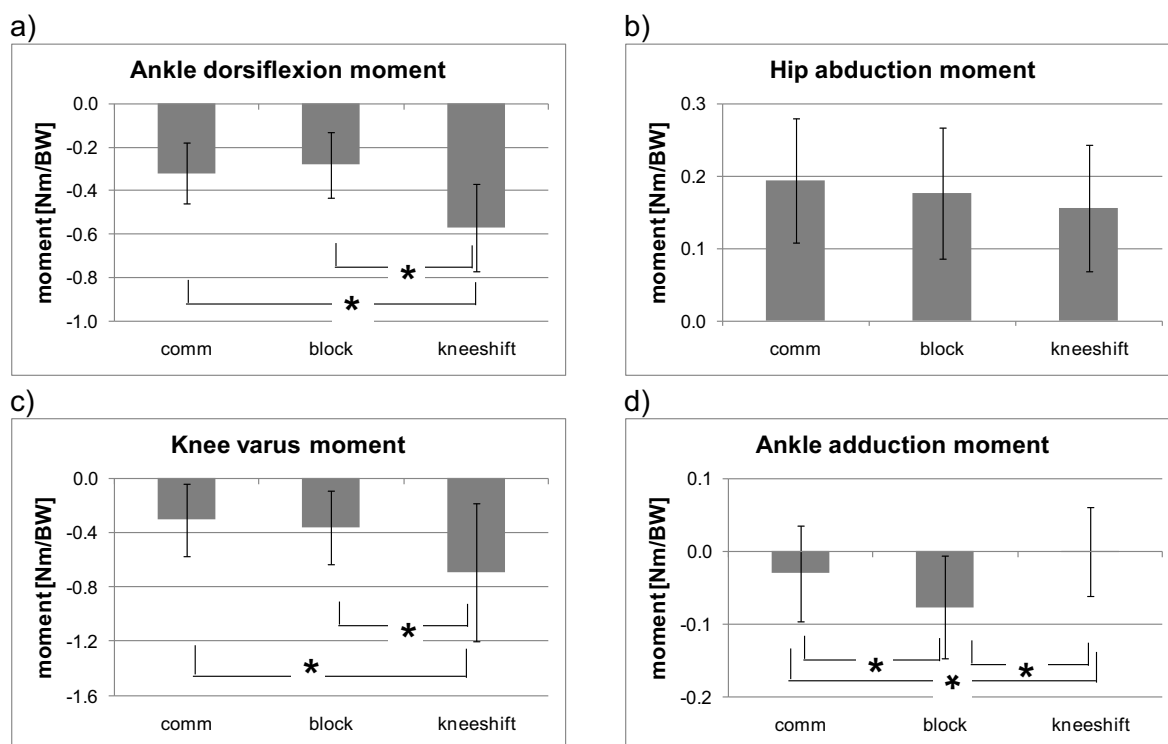 a)
Ankle dorsiflexion moment
moment [Nm/BW]
0.0
-0.2
-0.4
-0.6
-0.8
-1.0
*
*
comm block kneeshift
b)
Hip abduction moment
moment [Nm/BW]
0.3
0.2
0.1
0.0
comm block kneeshift
c)
Knee varus moment
moment [Nm/BW]
0.0
-0.4
-0.8
-1.2
-1.6
*
*
comm block kneeshift
d)
Ankle adduction moment
moment [Nm/BW]
0.1
0.0
-0.1
-0.2
* *
*
comm block kneeshift